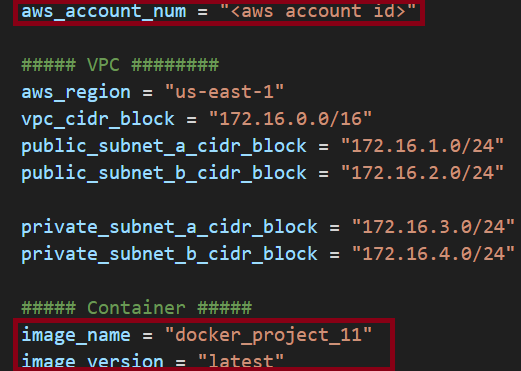 aws_account_num = "<aws account id>"
##### VPC ########
aws_region = "us-east-1"
vpc_cidr_block = "172.16.0.0/16"
public_subnet_a_cidr_block = "172.16.1.0/24"
public_subnet_b_cidr_block = "172.16.2.0/24"
private_subnet_a_cidr_block = "172.16.3.0/24"
private_subnet_b_cidr_block = "172.16.4.0/24"
##### Container #####
image_name = "docker_project_11"
image_version = "latest"